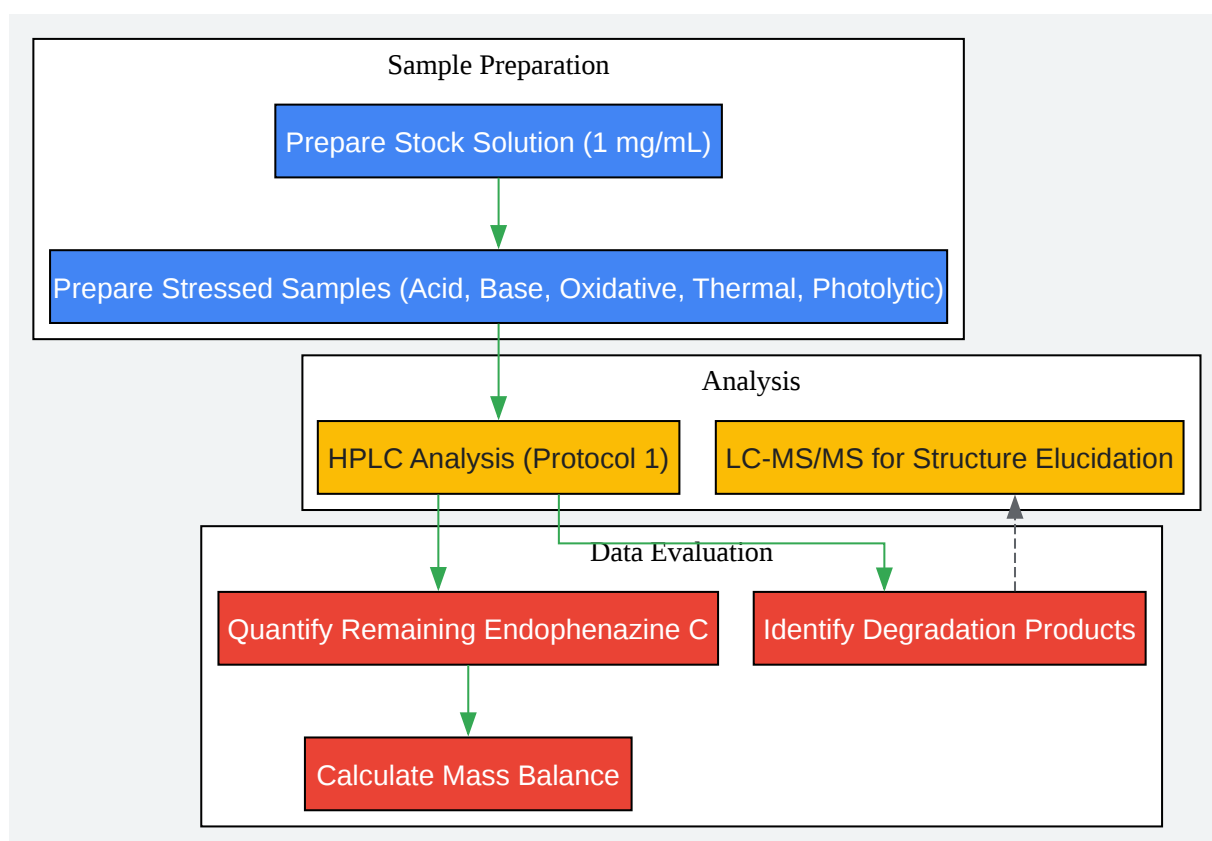 Sample Preparation
Prepare Stock Solution (1 mg/mL)
Prepare Stressed Samples (Acid, Base, Oxidative, Thermal, Photolytic)
Analysis
HPLC Analysis (Protocol 1)
LC-MS/MS for Structure Elucidation
Data Evaluation
Quantify Remaining Endophenazine C
Identify Degradation Products
Calculate Mass Balance